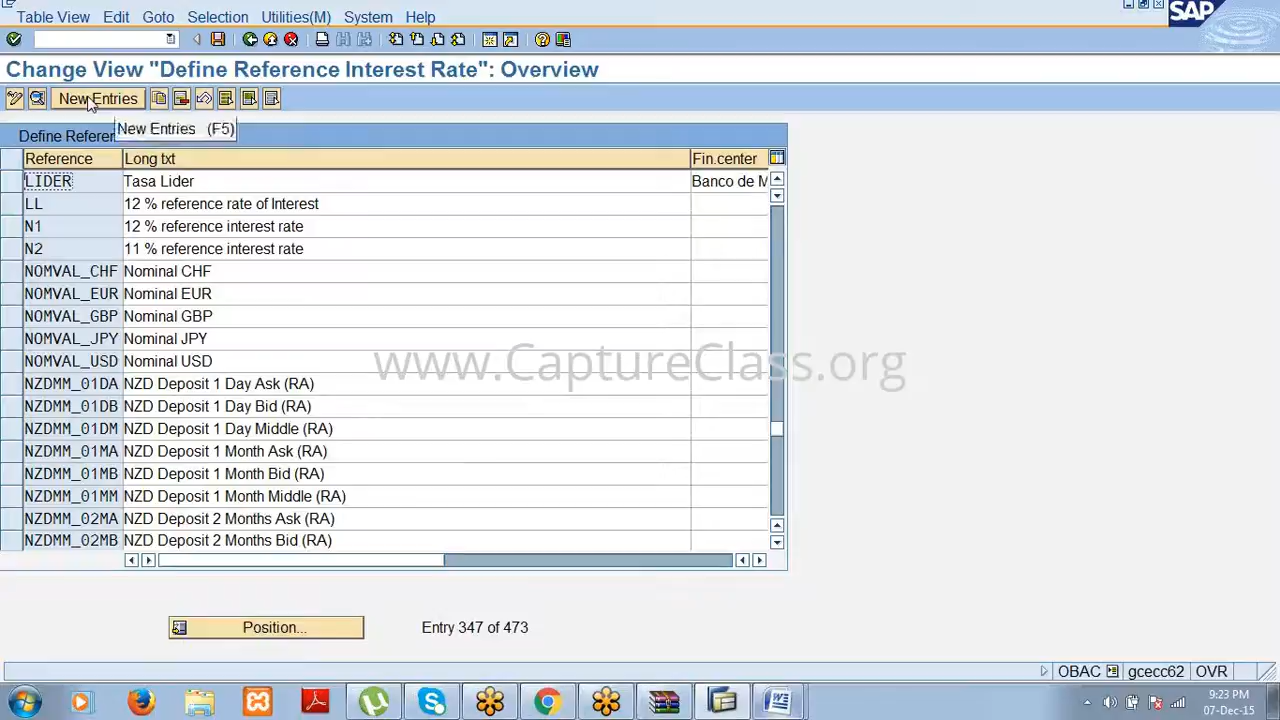 Table View Edit Goto Selection Utilities(M) System Help
SAP
Change View "Define Reference Interest Rate": Overview
New Entries
New Entries (F5)
Define Referen
Reference Long txt Fin.center
LIDER Tasa Lider Banco de M
LL 12 % reference rate of Interest
N1 12 % reference interest rate
N2 11 % reference interest rate
NOMVAL_CHF Nominal CHF
NOMVAL_EUR Nominal EUR
NOMVAL_GBP Nominal GBP
NOMVAL_JPY Nominal JPY
NOMVAL_USD Nominal USD
www.CaptureClass.org
NZDMM_01DA NZD Deposit 1 Day Ask (RA)
NZDMM_01DB NZD Deposit 1 Day Bid (RA)
NZDMM_01DM NZD Deposit 1 Day Middle (RA)
NZDMM_01MA NZD Deposit 1 Month Ask (RA)
NZDMM_01MB NZD Deposit 1 Month Bid (RA)
NZDMM_01MM NZD Deposit 1 Month Middle (RA)
NZDMM_02MA NZD Deposit 2 Months Ask (RA)
NZDMM_02MB NZD Deposit 2 Months Bid (RA)
Position... Entry 347 of 473
OBAC gcecc62 OVR
9:23 PM
07-Dec-15